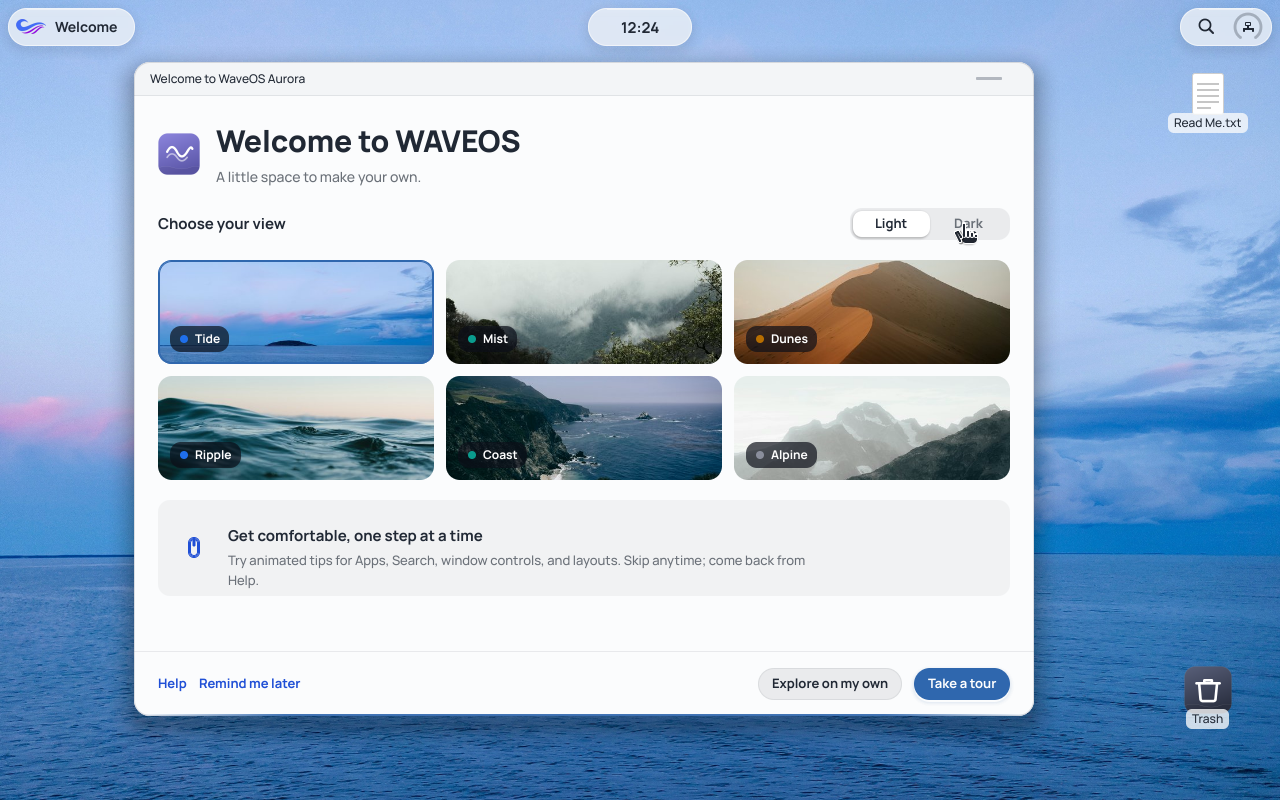 Welcome
12:24
Welcome to WaveOS Aurora
Read Me.txt
Welcome to WAVEOS
A little space to make your own.
Choose your view
Light
Dark
Tide
Mist
Dunes
Ripple
Coast
Alpine
Get comfortable, one step at a time
Try animated tips for Apps, Search, window controls, and layouts. Skip anytime; come back from
Help.
Help
Remind me later
Explore on my own
Take a tour
Trash